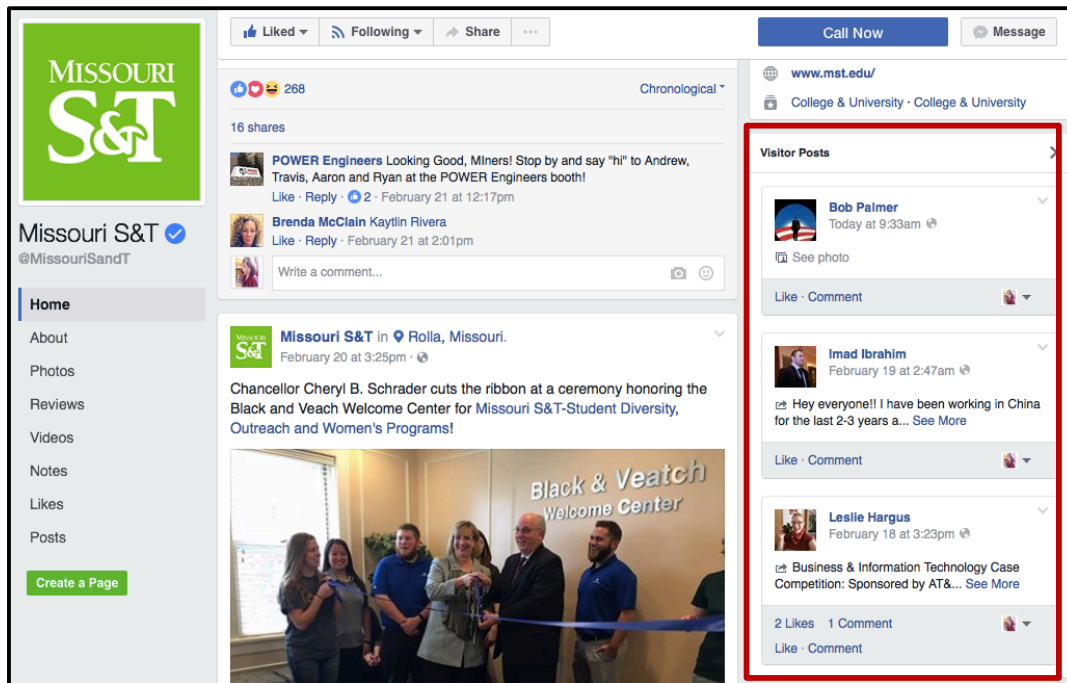 MISSOURI
S&T
Missouri S&T
@MissouriSandT
Home
About
Photos
Reviews
Videos
Notes
Likes
Posts
Create a Page
Liked
Following
Share
Call Now
Message
268
Chronological
16 shares
POWER Engineers Looking Good, MIners! Stop by and say "hi" to Andrew,
Travis, Aaron and Ryan at the POWER Engineers booth!
Like · Reply · 2 · February 21 at 12:17pm
Brenda McClain Kaytlin Rivera
Like · Reply · February 21 at 2:01pm
Write a comment...
MISSOURI
S&T
Missouri S&T in Rolla, Missouri.
February 20 at 3:25pm ·
Chancellor Cheryl B. Schrader cuts the ribbon at a ceremony honoring the
Black and Veach Welcome Center for Missouri S&T-Student Diversity,
Outreach and Women's Programs!
Black & Veatch
Welcome Center
www.mst.edu/
College & University · College & University
Visitor Posts
Bob Palmer
Today at 9:33am
See photo
Like · Comment
Imad Ibrahim
February 19 at 2:47am
Hey everyone!! I have been working in China
for the last 2-3 years a... See More
Like · Comment
Leslie Hargus
February 18 at 3:23pm
Business & Information Technology Case
Competition: Sponsored by AT&... See More
2 Likes 1 Comment
Like · Comment